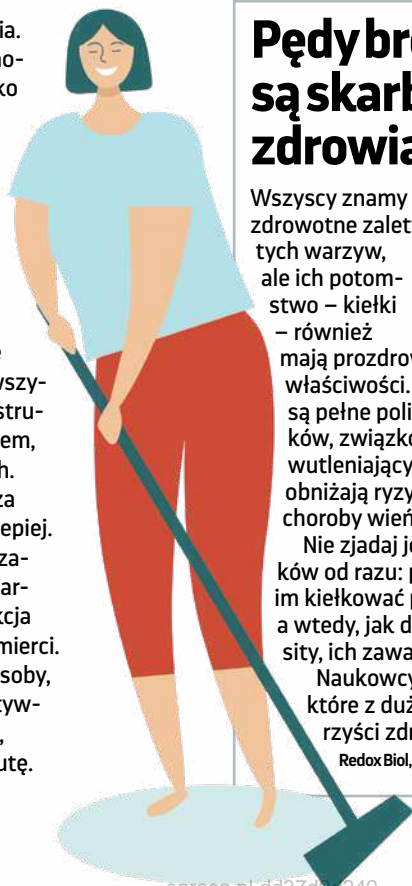 ia.
no-
ko
wszy-
stru-
em,
h.
za
epiej.
za-
ar-
kcja
mierci.
soby,
tyw-
,
utę.
Pędy bro
są skarb
zdrowia
Wszyscy znamy
zdrowotne zalety
tych warzyw,
ale ich potom-
stwo – kiełki
– również
mają prozdrow
właściwości.
są pełne poli
ków, związkó
wutleniający
obniżają ryzy
choroby wień
Nie zjadaj je
ków od razu: p
im kiełkować p
a wtedy, jak d
sity, ich zawa
Naukowcy
które z duż
rzyści zdr
Redox Biol,